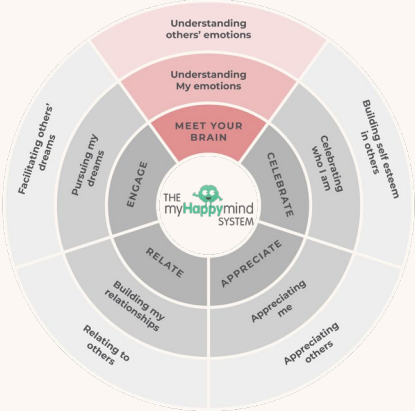 Understanding
others' emotions
Understanding
My emotions
MEET YOUR
BRAIN
Building self esteem
in others
Celebrating
who I am
CELEBRATE
Appreciating
others
Appreciating
me
APPRECIATE
Relating to
others
Building my
relationships
RELATE
Facilitating others'
dreams
Pursuing my
dreams
ENGAGE
THE
myHappymind
SYSTEM